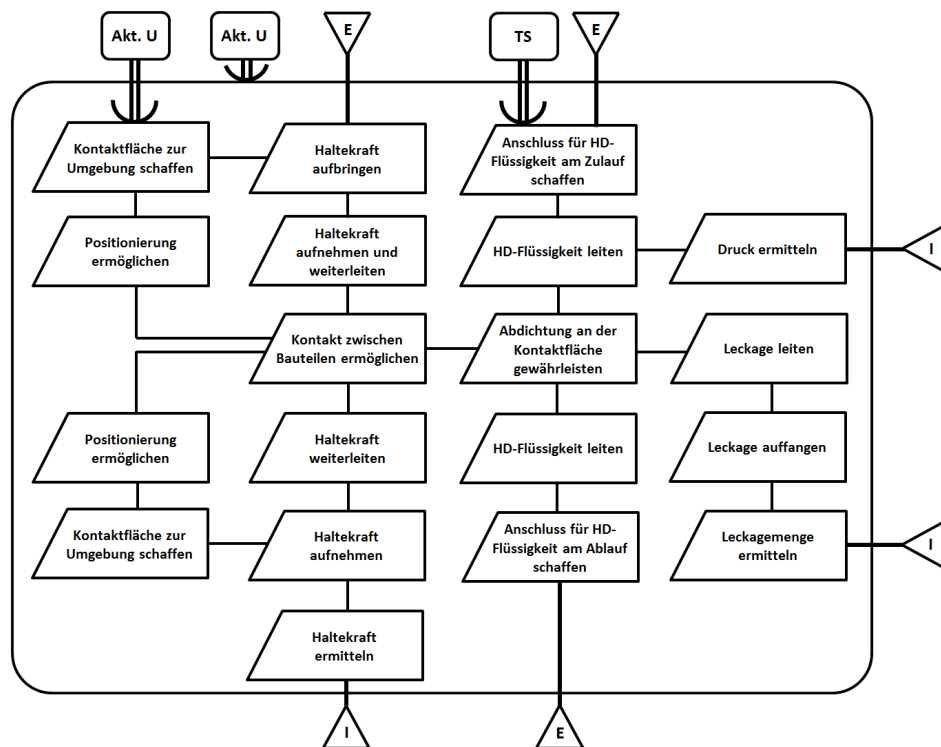 Akt. U
Akt. U
E
TS
E
Kontaktfläche zur
Umgebung schaffen
Haltekraft
aufbringen
Anschluss für HD-
Flüssigkeit am Zulauf
schaffen
Positionierung
ermöglichen
Haltekraft
aufnehmen und
weiterleiten
HD-Flüssigkeit leiten
Druck ermitteln
I
Kontakt zwischen
Bauteilen ermöglichen
Abdichtung an der
Kontaktfläche
gewährleisten
Leckage leiten
Positionierung
ermöglichen
Haltekraft
weiterleiten
HD-Flüssigkeit leiten
Leckage auffangen
Kontaktfläche zur
Umgebung schaffen
Haltekraft
aufnehmen
Anschluss für HD-
Flüssigkeit am Ablauf
schaffen
Leckagemenge
ermitteln
I
Haltekraft
ermitteln
I
E